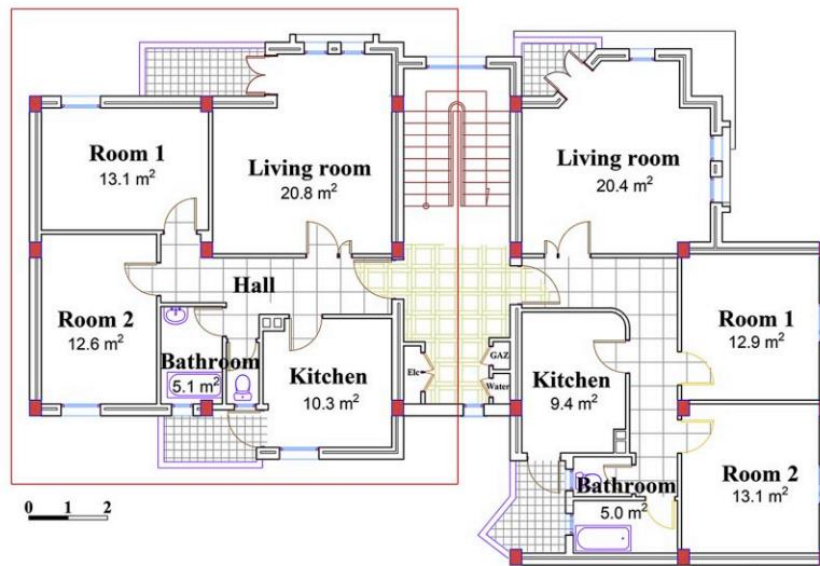 Room 1
13.1 m²
Living room
20.8 m²
Living room
20.4 m²
Hall
Room 2
12.6 m²
Bathroom
5.1 m²
Kitchen
10.3 m²
Elc
GAZ
Water
Kitchen
9.4 m²
Room 1
12.9 m²
Room 2
13.1 m²
Bathroom
5.0 m²
0 1 2